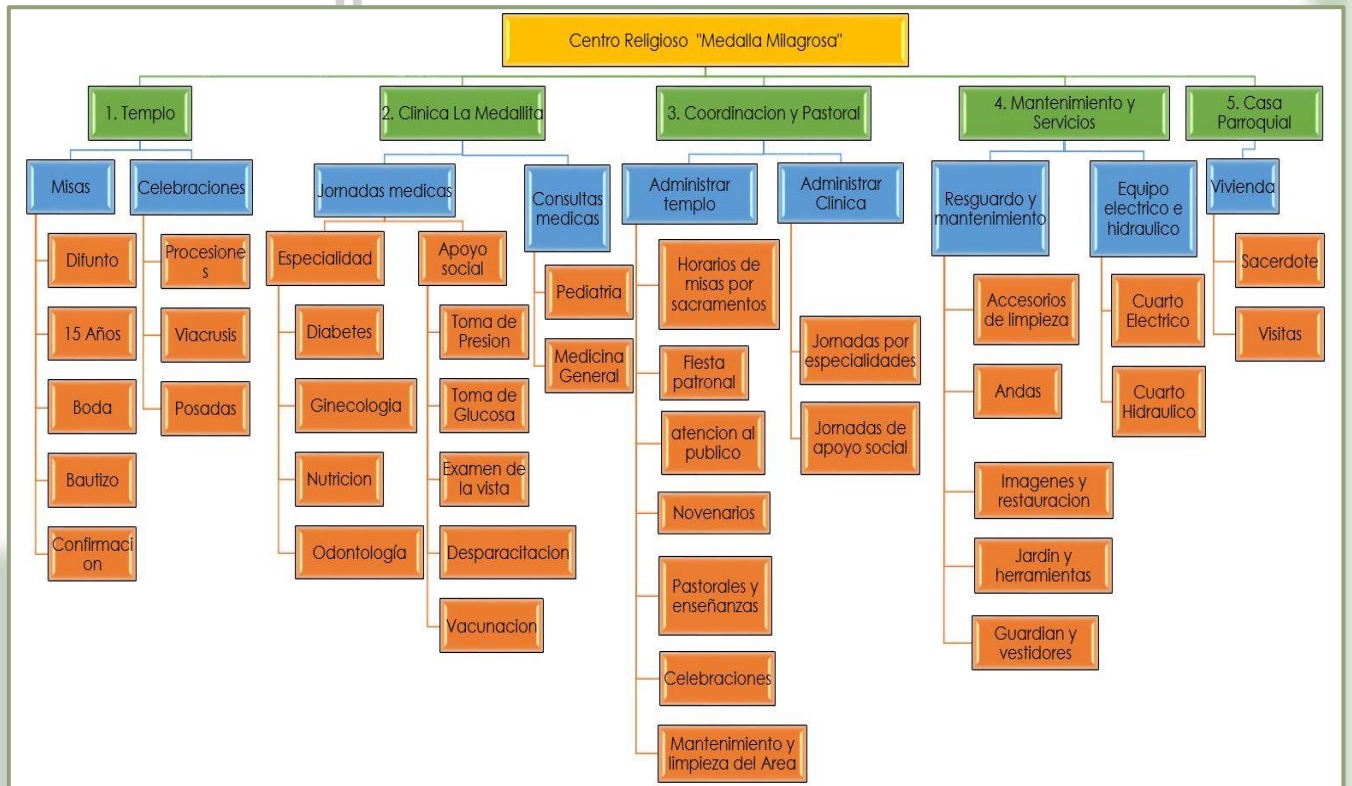 Centro Religioso "Medalla Milagrosa"
1. Templo
2. Clinica La Medallita
3. Coordinacion y Pastoral
4. Mantenimiento y
Servicios
5. Casa
Parroquial
Misas
Celebraciones
Difunto
15 Años
Boda
Bautizo
Confirmaci
on
Procesione
s
Viacrusis
Posadas
Jornadas medicas
Consultas
medicas
Especialidad
Diabetes
Ginecologia
Nutricion
Odontología
Apoyo
social
Toma de
Presion
Toma de
Glucosa
Examen de
la vista
Desparacitacion
Vacunacion
Pediatria
Medicina
General
Administrar
templo
Horarios de
misas por
sacramentos
Fiesta
patronal
atencion al
publico
Novenarios
Pastorales y
enseñanzas
Celebraciones
Mantenimiento y
limpieza del Area
Administrar
Clinica
Jornadas por
especialidades
Jornadas de
apoyo social
Resguardo y
mantenimiento
Accesorios
de limpieza
Andas
Imagenes y
restauracion
Jardin y
herramientas
Guardian y
vestidores
Equipo
electrico e
hidraulico
Cuarto
Electrico
Cuarto
Hidraulico
Vivienda
Sacerdote
Visitas